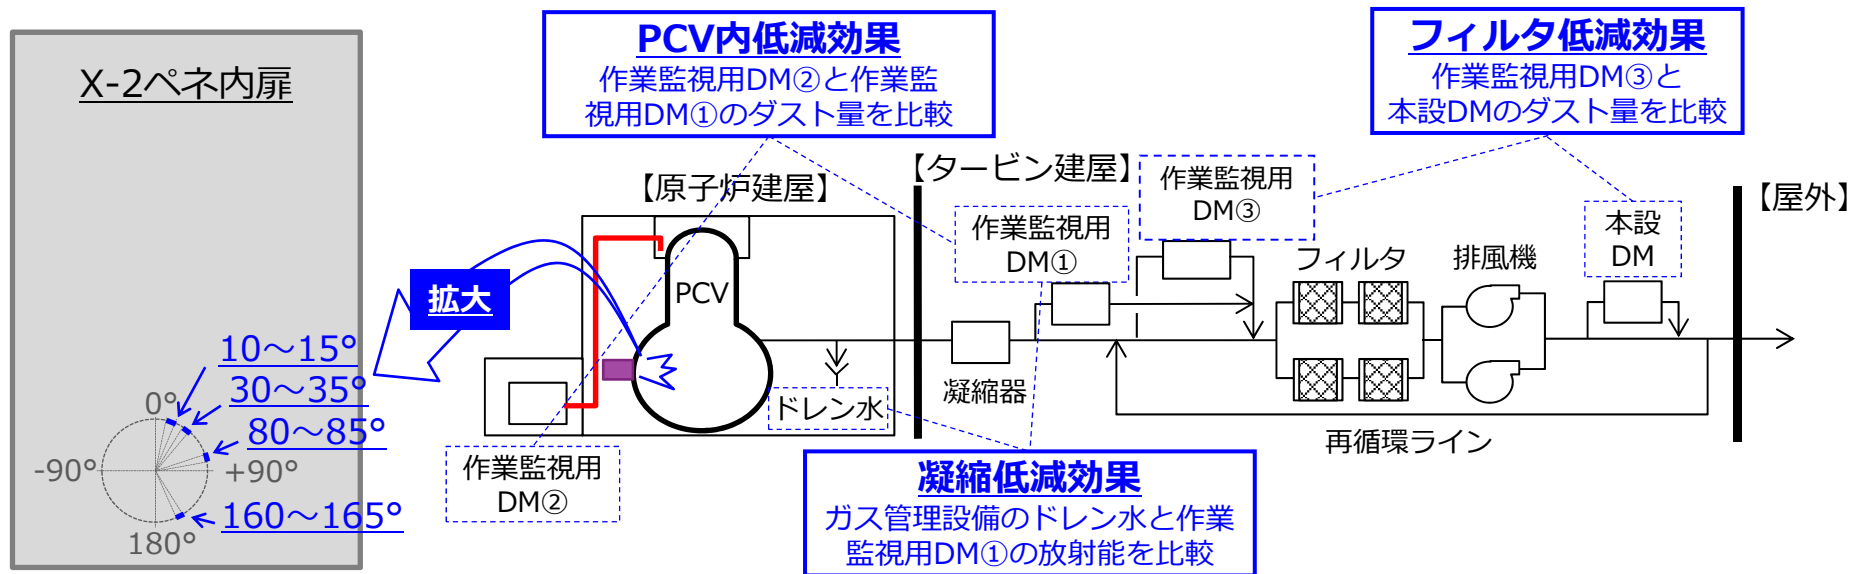 X-2ペネ内扉
10～15°
30～35°
80～85°
160～165°
0°
-90°
+90°
180°
拡大
PCV内低減効果
作業監視用DM②と作業監
視用DM①のダスト量を比較
フィルタ低減効果
作業監視用DM③と
本設DMのダスト量を比較
【原子炉建屋】
【タービン建屋】
【屋外】
PCV
作業監視用
DM②
ドレン水
作業監視用
DM①
作業監視用
DM③
凝縮器
フィルタ
排風機
本設
DM
再循環ライン
凝縮低減効果
ガス管理設備のドレン水と作業
監視用DM①の放射能を比較